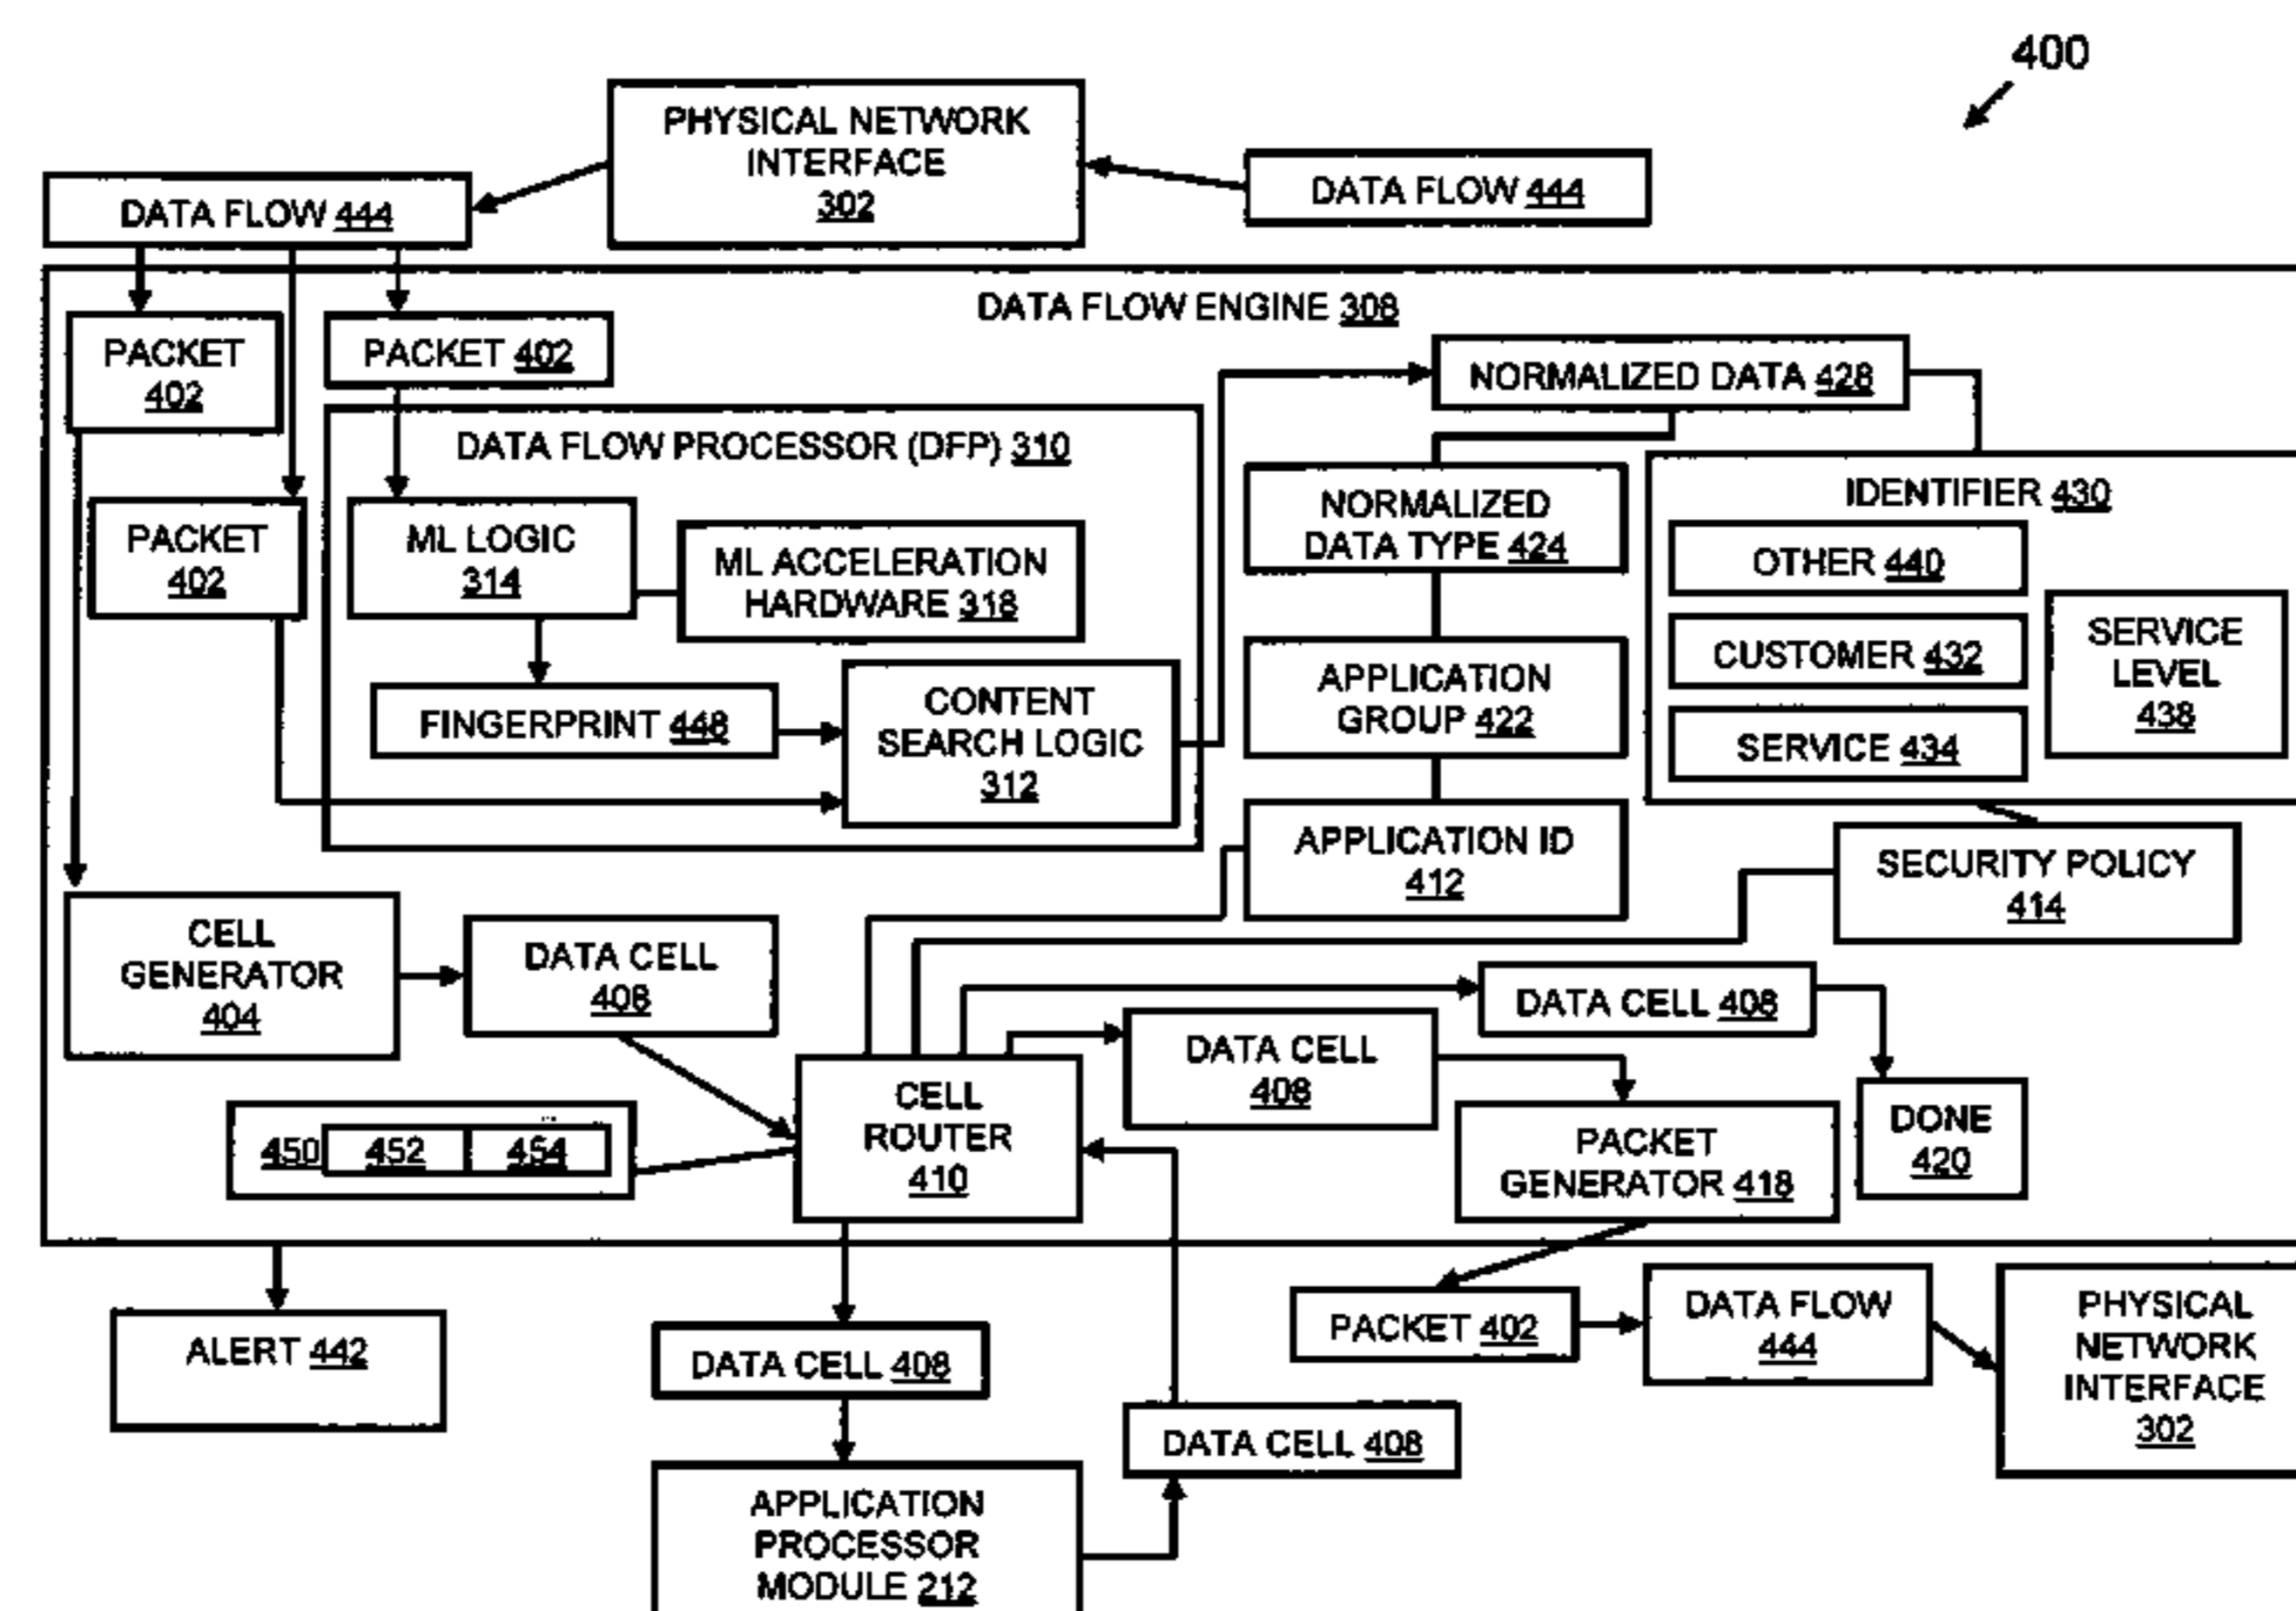 400
PHYSICAL NETWORK
INTERFACE
302
DATA FLOW 444
DATA FLOW 444
DATA FLOW ENGINE 308
PACKET
402
PACKET 402
NORMALIZED DATA 428
DATA FLOW PROCESSOR (DFP) 310
PACKET
402
ML LOGIC
314
ML ACCELERATION
HARDWARE 318
NORMALIZED
DATA TYPE 424
IDENTIFIER 430
OTHER 440
CUSTOMER 432
SERVICE 434
SERVICE
LEVEL
438
FINGERPRINT 448
CONTENT
SEARCH LOGIC
312
APPLICATION
GROUP 422
APPLICATION ID
412
SECURITY POLICY
414
CELL
GENERATOR
404
DATA CELL
408
DATA CELL 408
DATA CELL
408
CELL
ROUTER
410
450 452 454
PACKET
GENERATOR 418
DONE
420
ALERT 442
DATA CELL 408
PACKET 402
DATA FLOW
444
PHYSICAL
NETWORK
INTERFACE
302
DATA CELL 408
APPLICATION
PROCESSOR
MODULE 212